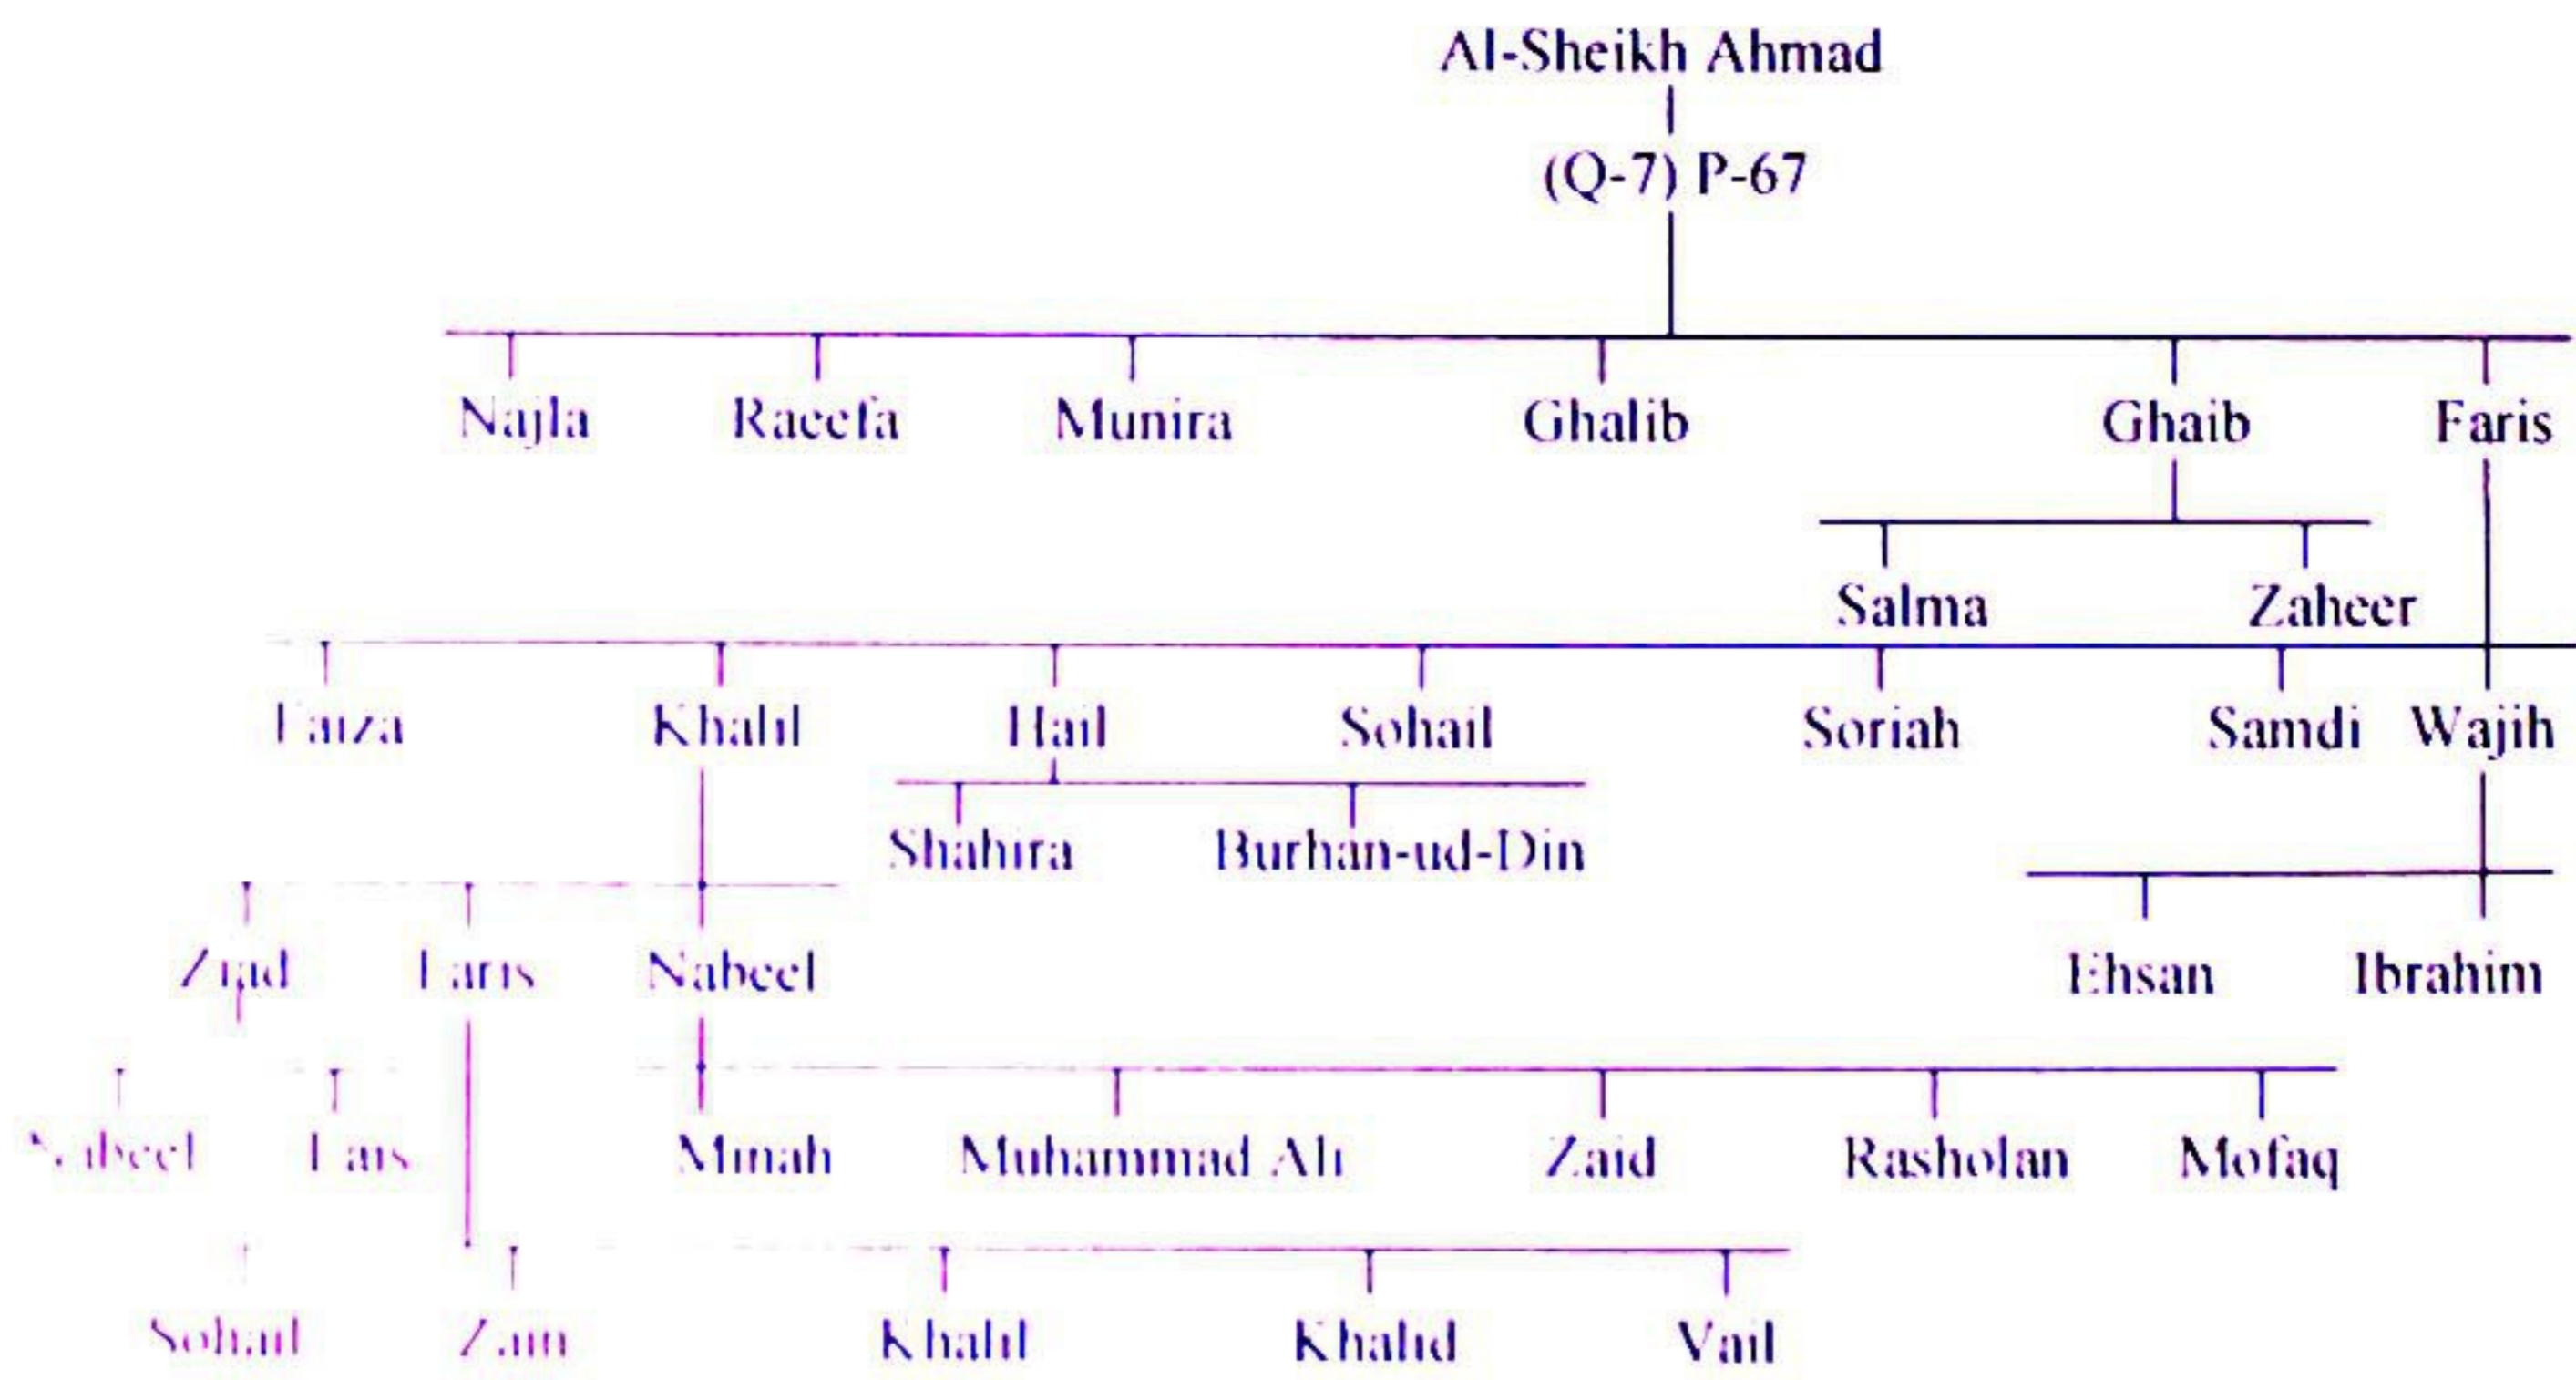 Al-Sheikh Ahmad
(Q-7) P-67
Najla Raeefa Munira Ghalib Ghaib Faris
Salma Zaheer
Faiza Khalil Hail Sohail Soriah Samdi Wajih
Shahira Burhan-ud-Din
Ziad Faris Nabeel Ehsan Ibrahim
Nabeel Minah Muhammad Ali Zaid Rasholan Mofaq
Sohail Zain Khalil Khalid Vail